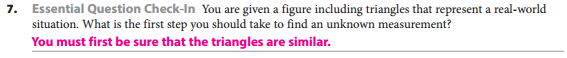 7. Essential Question Check-In You are given a figure including triangles that represent a real-world
situation. What is the first step you should take to find an unknown measurement?
You must first be sure that the triangles are similar.